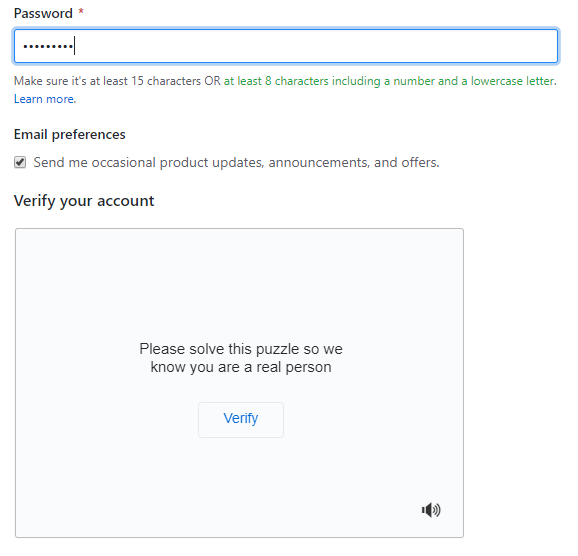 Password *
•••••••••
Make sure it's at least 15 characters OR at least 8 characters including a number and a lowercase letter.
Learn more.
Email preferences
Send me occasional product updates, announcements, and offers.
Verify your account
Please solve this puzzle so we
know you are a real person
Verify